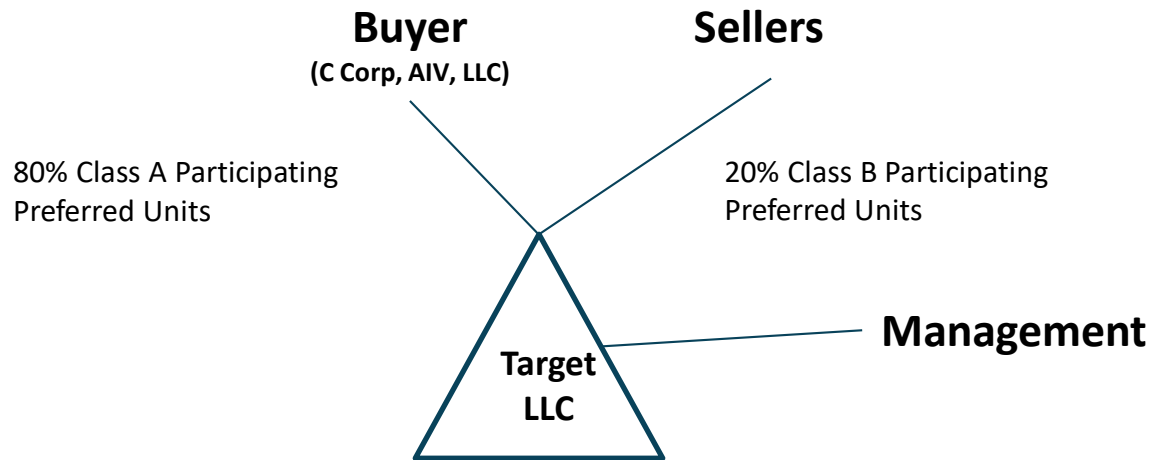 Buyer
(C Corp, AIV, LLC)
Sellers
80% Class A Participating
Preferred Units
20% Class B Participating
Preferred Units
Management
Target
LLC